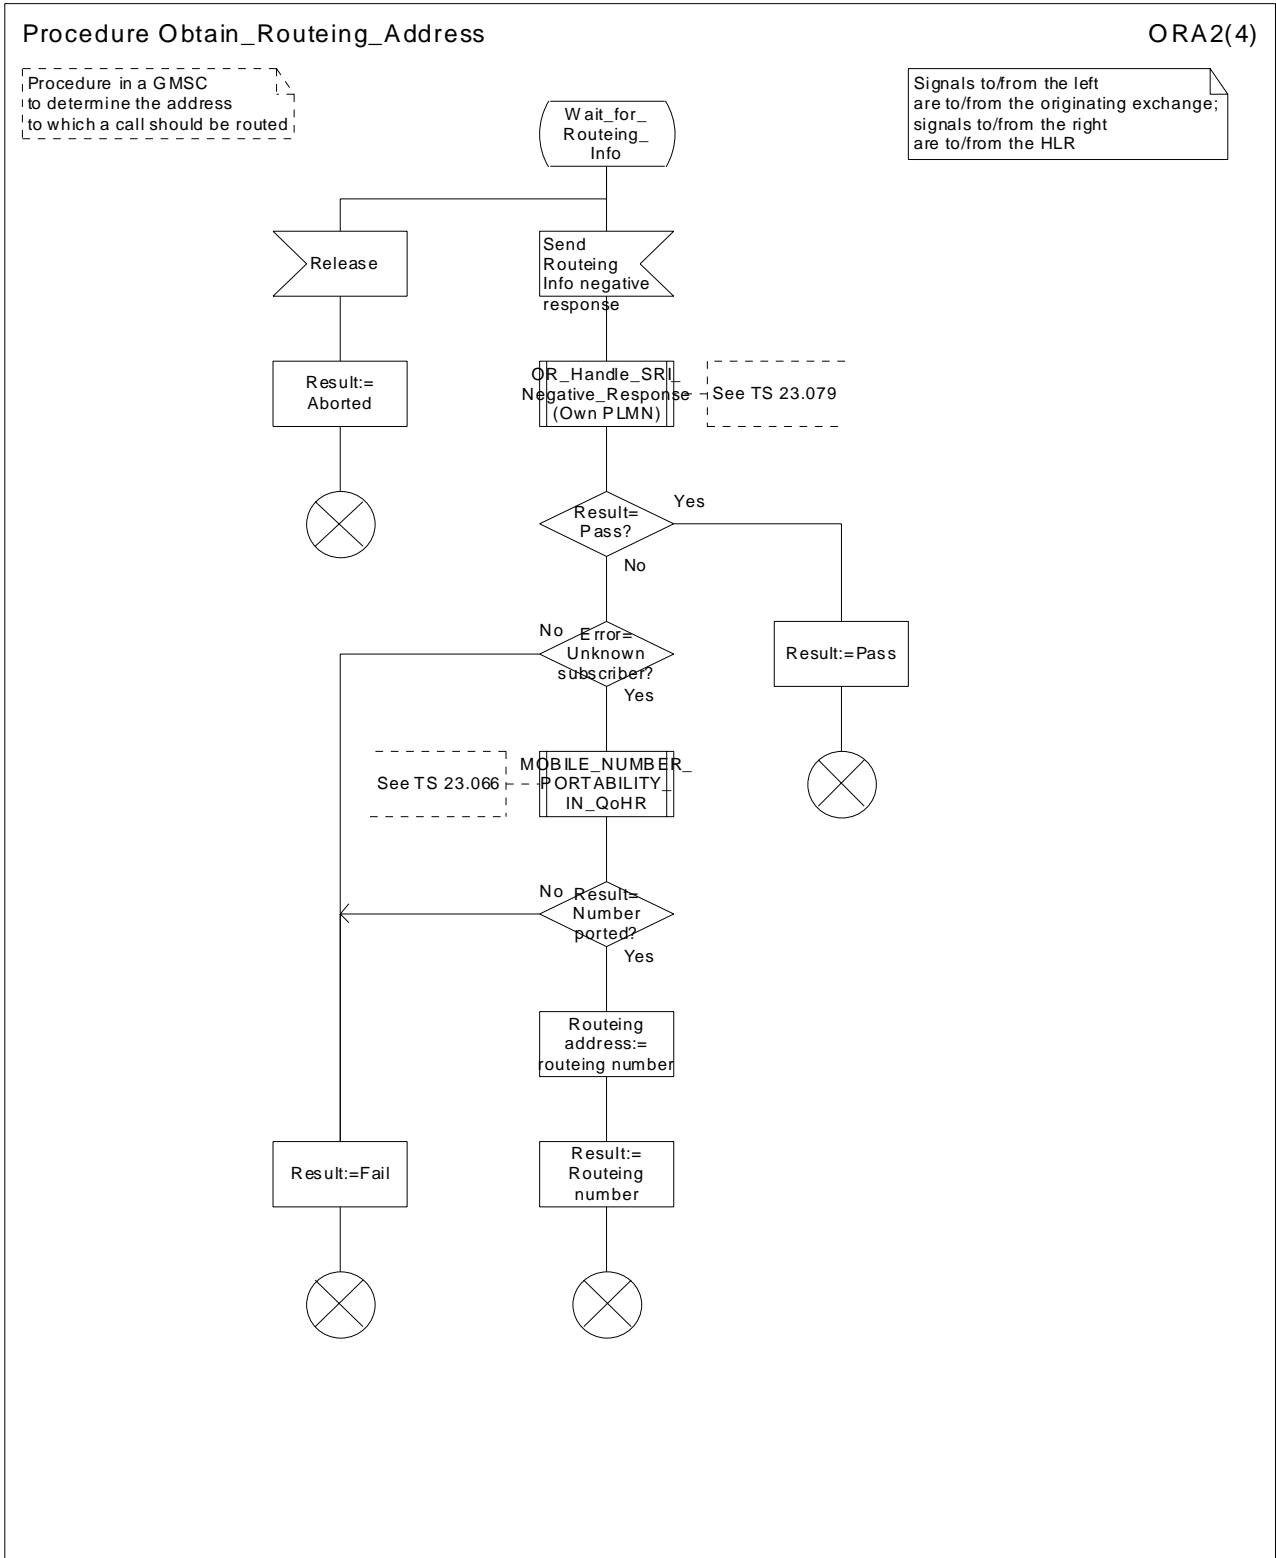 Procedure Obtain_Routeing_Address
ORA2(4)
Procedure in a GMSC
to determine the address
to which a call should be routed
Signals to/from the left
are to/from the originating exchange;
signals to/from the right
are to/from the HLR
Wait_for_
Routeing_
Info
Release
Send
Routeing
Info negative
response
Result:=
Aborted
OR_Handle_SRI_
Negative_Response
(Own PLMN)
See TS 23.079
Result=
Pass?
Yes
No
Error=
Unknown
subscriber?
No
Yes
Result:=Pass
See TS 23.066
MOBILE_NUMBER_
PORTABILITY_
IN_QoHR
Result=
Number
ported?
No
Yes
Routeing
address:=
routeing number
Result:=Fail
Result:=
Routeing
number